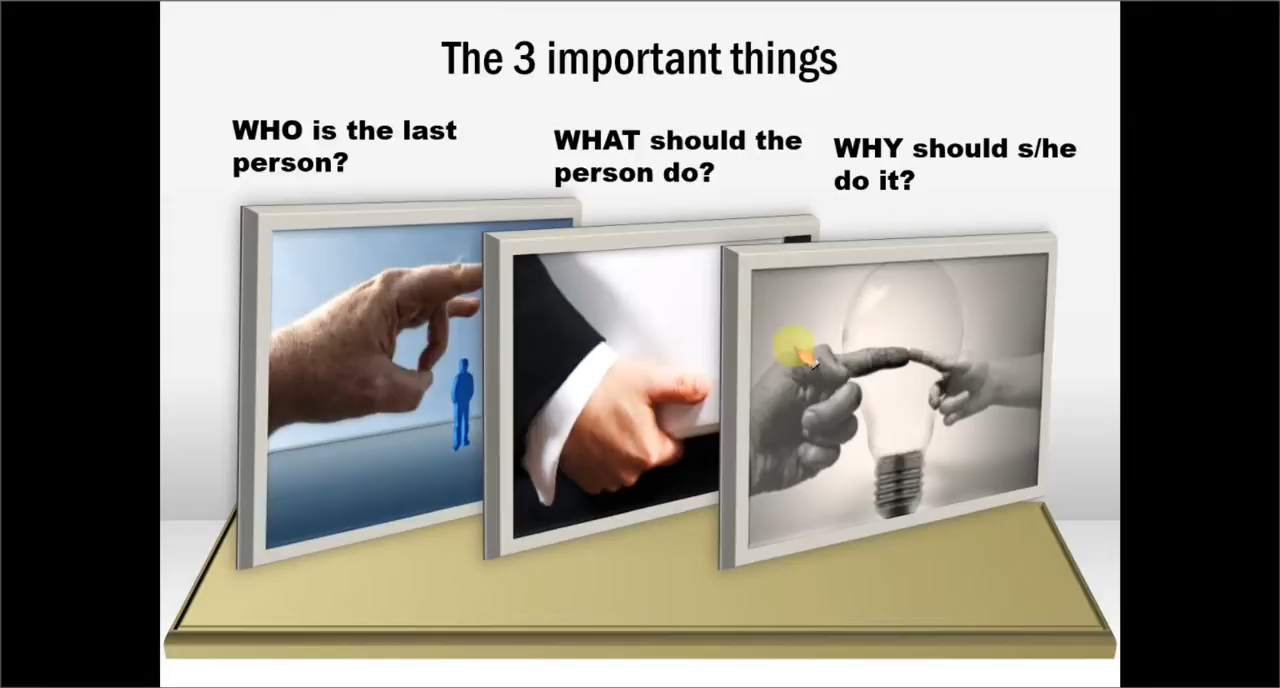 The 3 important things
WHO is the last
person?
WHAT should the
person do?
WHY should s/he
do it?